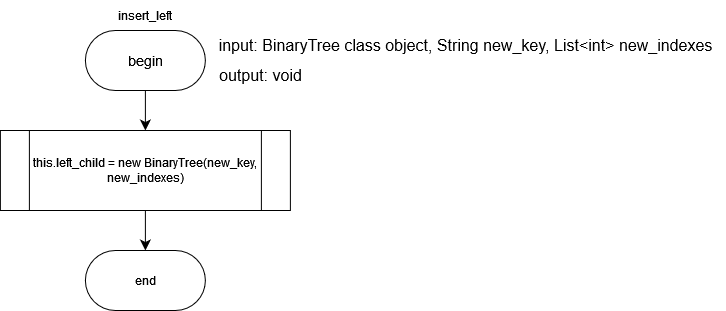 insert_left
begin
input: BinaryTree class object, String new_key, List<int> new_indexes
output: void
this.left_child = new BinaryTree(new_key,
new_indexes)
end